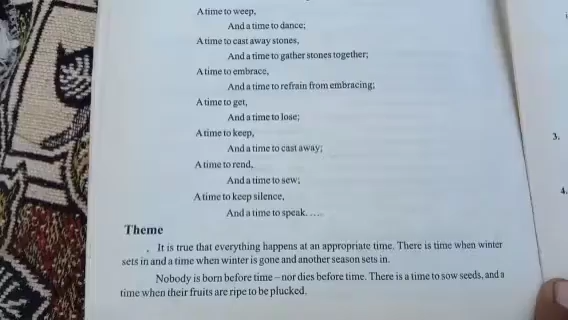 A time to weep,
And a time to dance;
A time to cast away stones,
And a time to gather stones together;
A time to embrace,
And a time to refrain from embracing;
A time to get,
And a time to lose;
A time to keep,
And a time to cast away;
A time to rend,
And a time to sew;
A time to keep silence,
And a time to speak.....
Theme
It is true that everything happens at an appropriate time. There is time when winter
sets in and a time when winter is gone and another season sets in.
Nobody is born before time – nor dies before time. There is a time to sow seeds, and a
time when their fruits are ripe to be plucked.
3.
4.